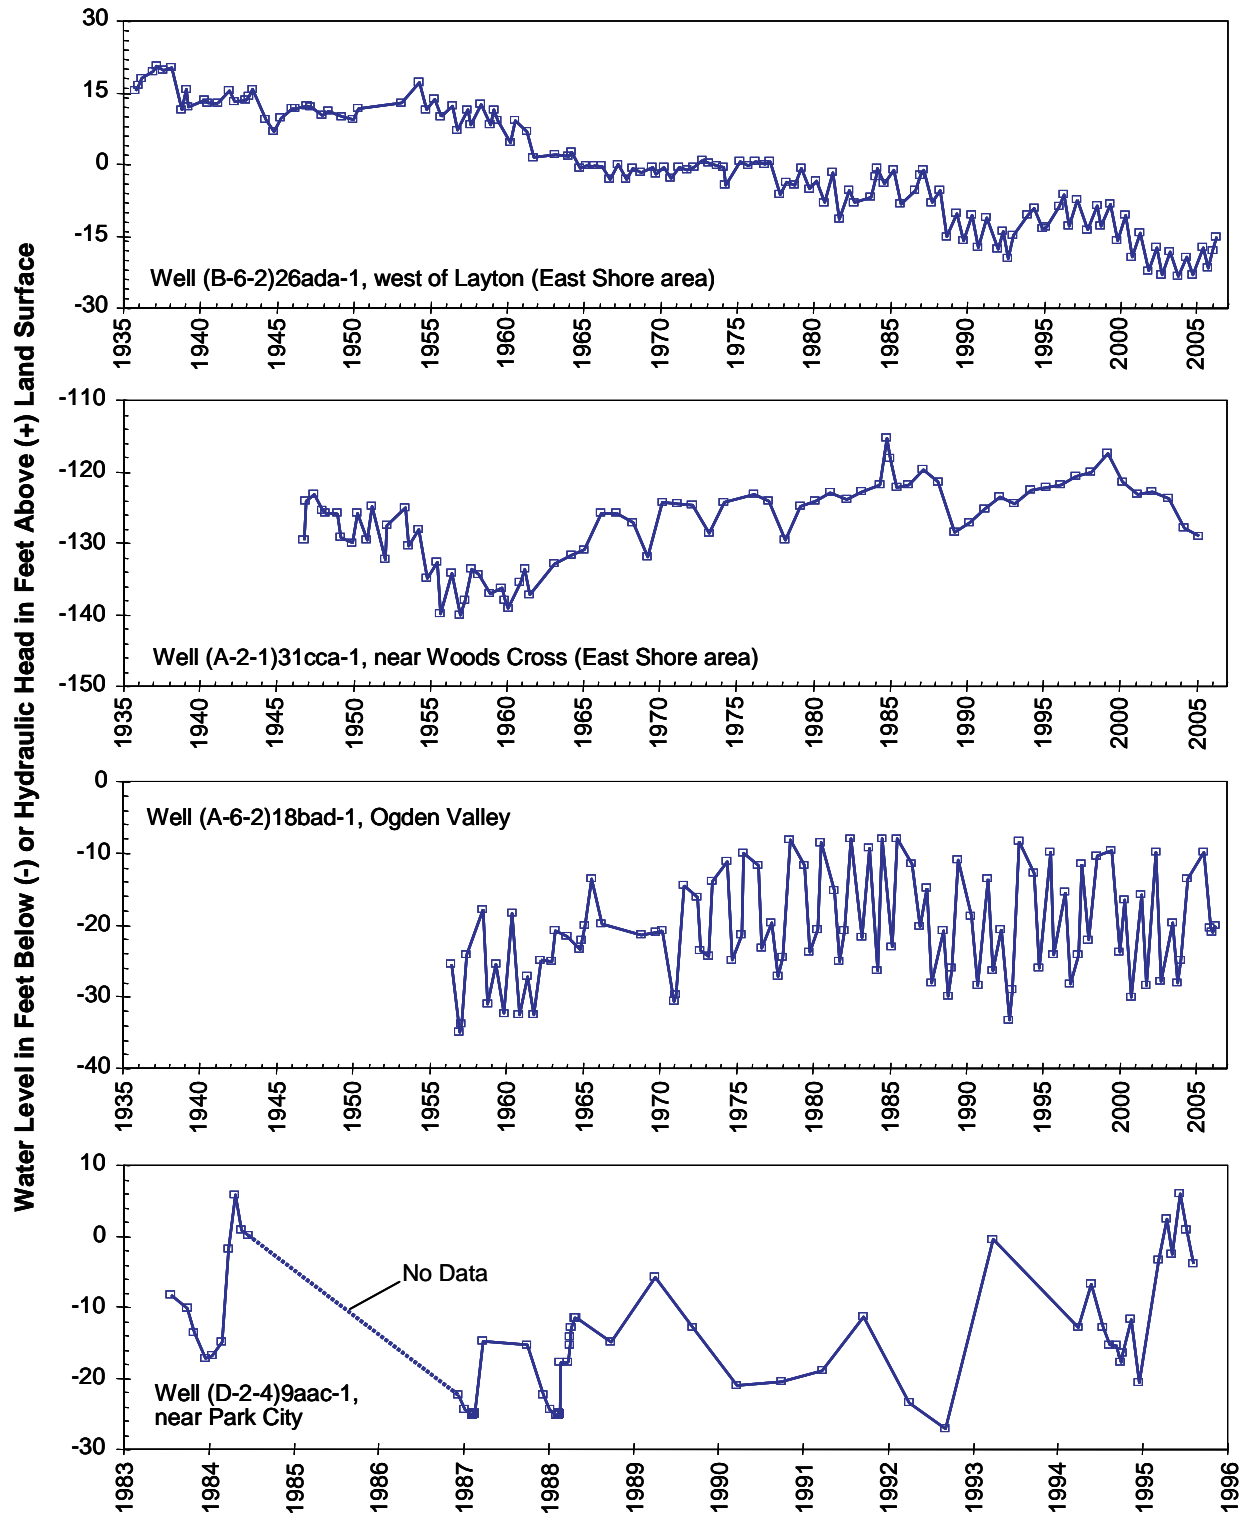 Water Level in Feet Below (-) or Hydraulic Head in Feet Above (+) Land Surface
30
15
0
-15
-30
Well (B-6-2)26ada-1, west of Layton (East Shore area)
1935 1940 1945 1950 1955 1960 1965 1970 1975 1980 1985 1990 1995 2000 2005
-110
-120
-130
-140
-150
Well (A-2-1)31cca-1, near Woods Cross (East Shore area)
1935 1940 1945 1950 1955 1960 1965 1970 1975 1980 1985 1990 1995 2000 2005
0
-10
-20
-30
-40
Well (A-6-2)18bad-1, Ogden Valley
1935 1940 1945 1950 1955 1960 1965 1970 1975 1980 1985 1990 1995 2000 2005
10
0
-10
-20
-30
No Data
Well (D-2-4)9aac-1,
near Park City
1983 1984 1985 1986 1987 1988 1989 1990 1991 1992 1993 1994 1995 1996